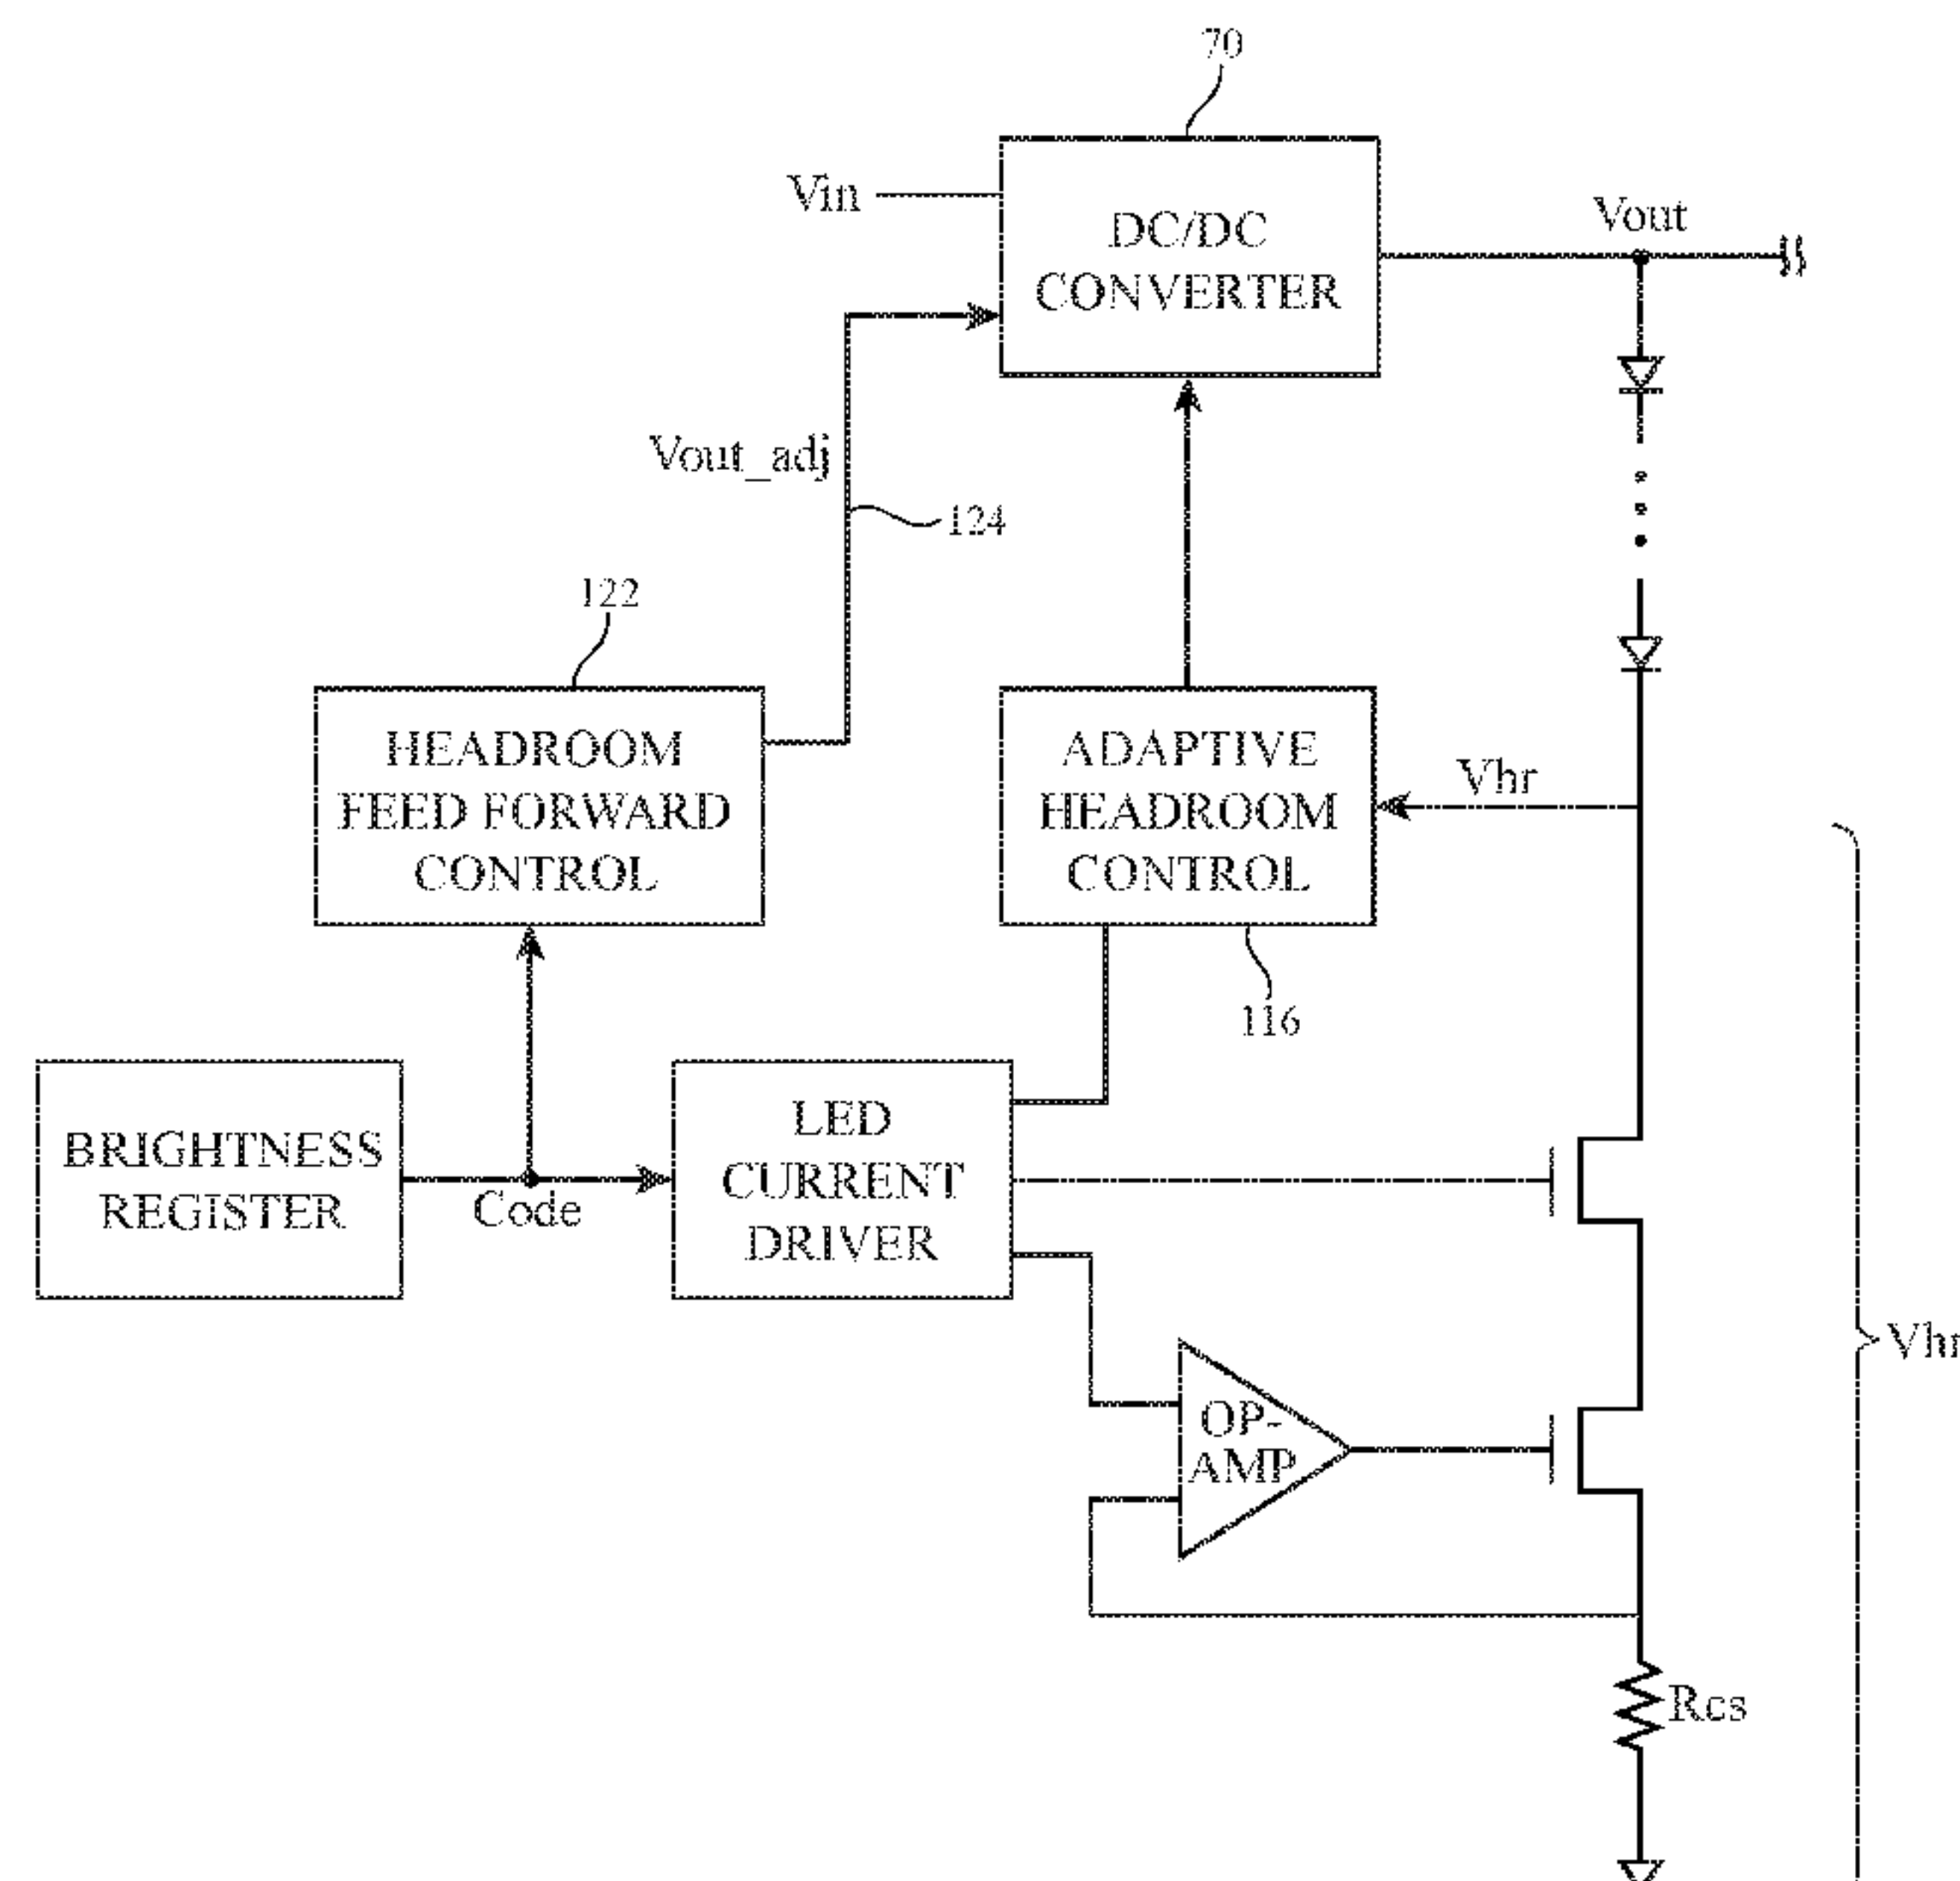 70
Vin
DC/DC
CONVERTER
Vout
Vout_adj
124
122
HEADROOM
FEED FORWARD
CONTROL
ADAPTIVE
HEADROOM
CONTROL
Vhr
116
BRIGHTNESS
REGISTER
Code
LED
CURRENT
DRIVER
OP-
AMP
Vhr
Rcs